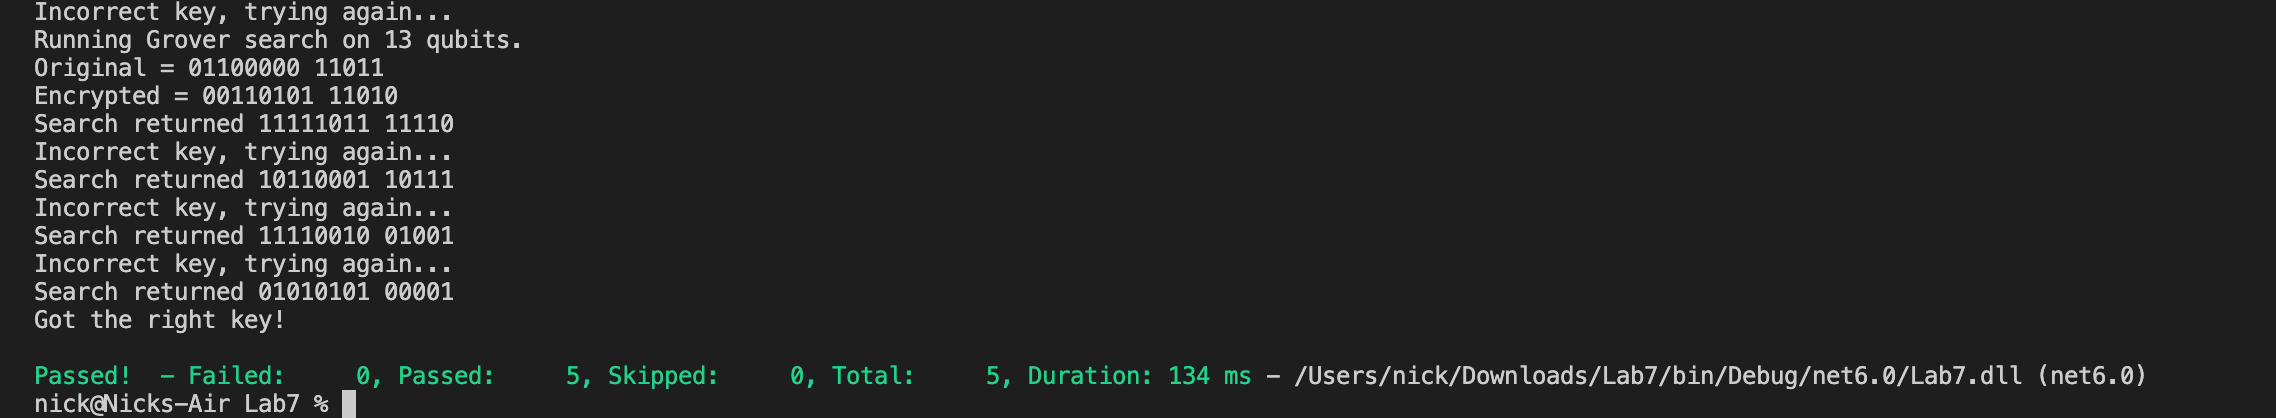 Incorrect key, trying again...
Running Grover search on 13 qubits.
Original = 01100000 11011
Encrypted = 00110101 11010
Search returned 11111011 11110
Incorrect key, trying again...
Search returned 10110001 10111
Incorrect key, trying again...
Search returned 11110010 01001
Incorrect key, trying again...
Search returned 01010101 00001
Got the right key!
Passed!  - Failed:     0, Passed:     5, Skipped:     0, Total:     5, Duration: 134 ms - /Users/nick/Downloads/Lab7/bin/Debug/net6.0/Lab7.dll (net6.0)
nick@Nicks-Air Lab7 %